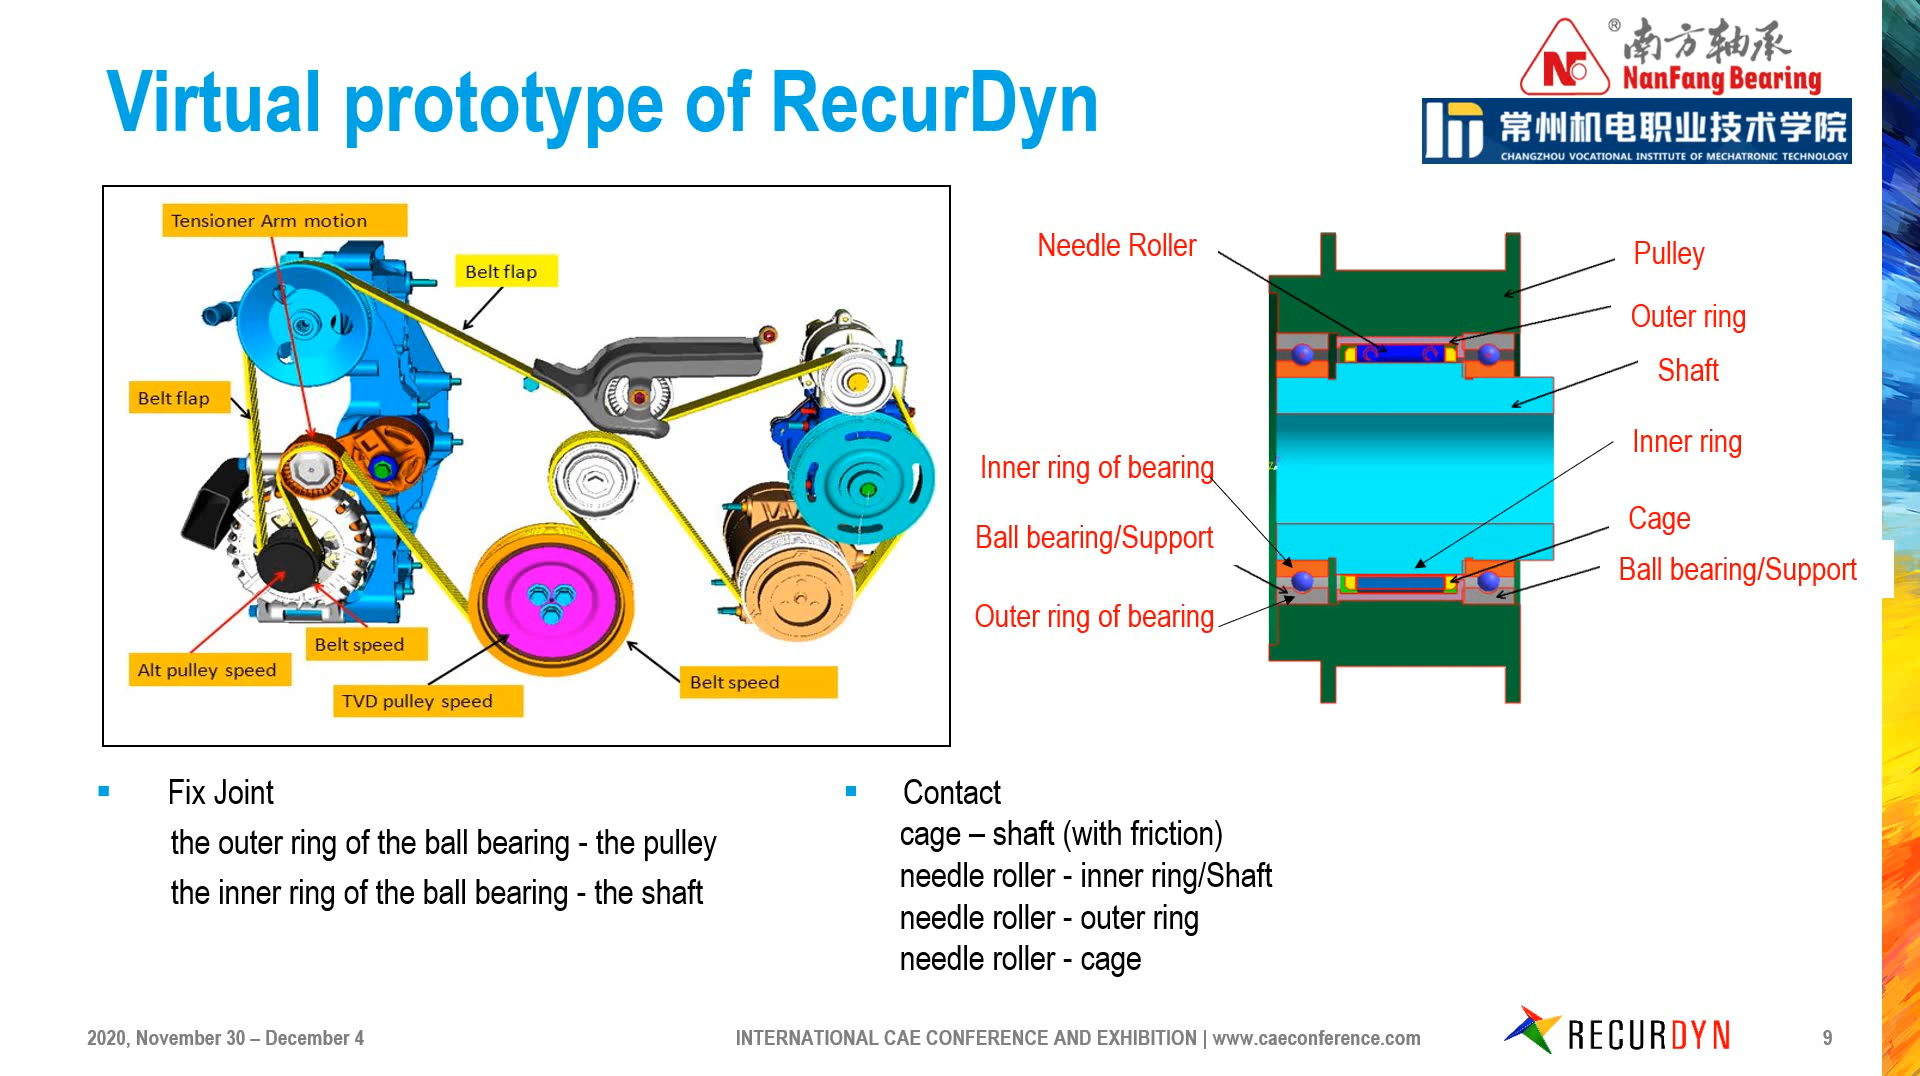 Virtual prototype of RecurDyn
® 南方轴承
NF
NanFang Bearing
常州机电职业技术学院
CHANGZHOU VOCATIONAL INSTITUTE OF MECHATRONIC TECHNOLOGY
Tensioner Arm motion
Belt flap
Belt flap
Belt speed
Alt pulley speed
TVD pulley speed
Belt speed
Needle Roller
Pulley
Outer ring
Shaft
Inner ring
Inner ring of bearing
Cage
Ball bearing/Support
Ball bearing/Support
Outer ring of bearing
Fix Joint
the outer ring of the ball bearing - the pulley
the inner ring of the ball bearing - the shaft
Contact
cage – shaft (with friction)
needle roller - inner ring/Shaft
needle roller - outer ring
needle roller - cage
2020, November 30 – December 4
INTERNATIONAL CAE CONFERENCE AND EXHIBITION | www.caeconference.com
RECURDYN
9